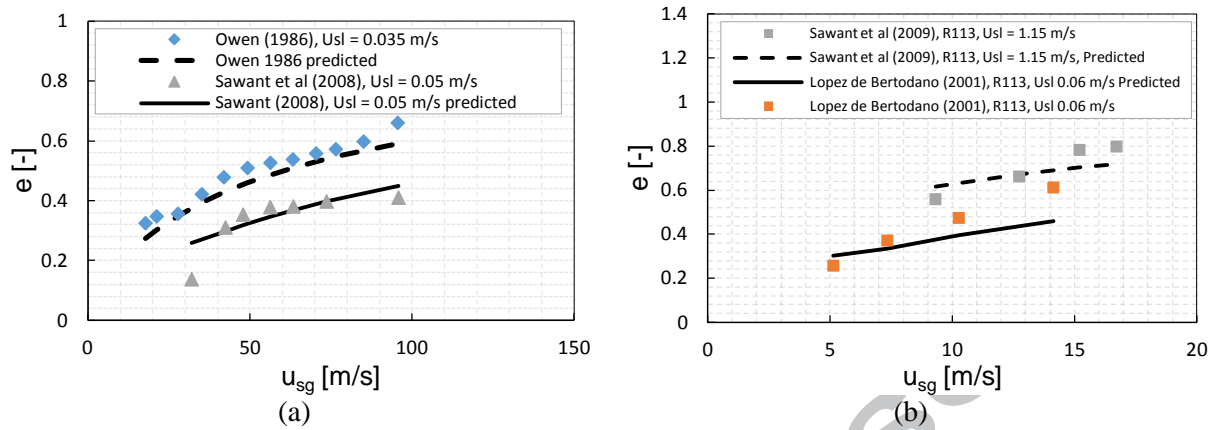 Owen (1986), Usl = 0.035 m/s
Owen 1986 predicted
Sawant et al (2008), Usl = 0.05 m/s
Sawant (2008), Usl = 0.05 m/s predicted
1
0.8
0.6
0.4
0.2
0
e [-]
0
50
100
150
u_sg [m/s]
(a)
Sawant et al (2009), R113, Usl = 1.15 m/s
Sawant et al (2009), R113, Usl = 1.15 m/s, Predicted
Lopez de Bertodano (2001), R113, Usl 0.06 m/s Predicted
Lopez de Bertodano (2001), R113, Usl 0.06 m/s
1.4
1.2
1
0.8
0.6
0.4
0.2
0
e [-]
0
5
10
15
20
u_sg [m/s]
(b)